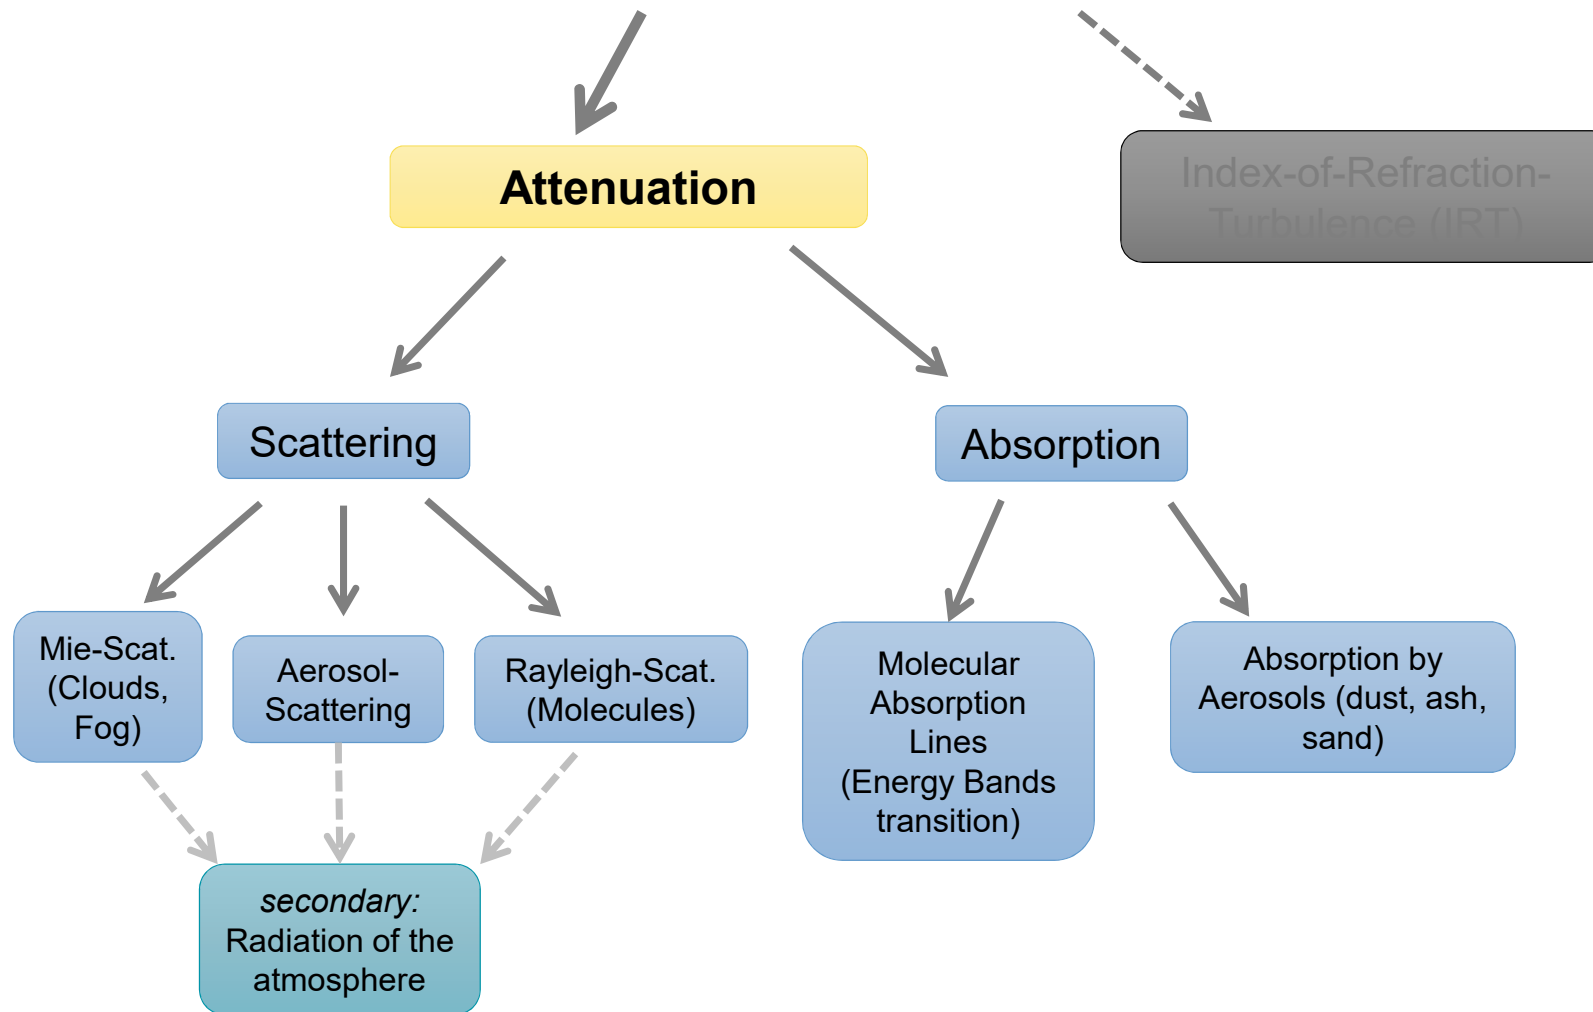 Attenuation
Index-of-Refraction-
Turbulence (IRT)
Scattering
Absorption
Mie-Scat.
(Clouds,
Fog)
Aerosol-
Scattering
Rayleigh-Scat.
(Molecules)
Molecular
Absorption
Lines
(Energy Bands
transition)
Absorption by
Aerosols (dust, ash,
sand)
secondary:
Radiation of the
atmosphere